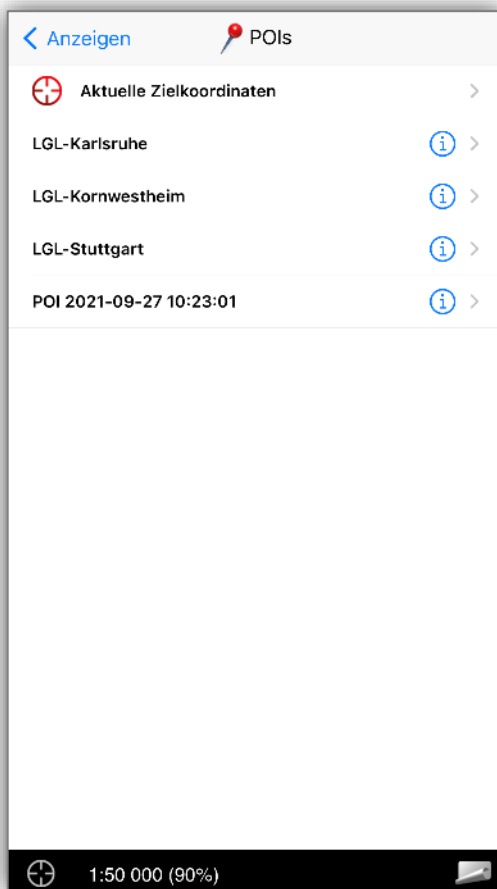 Anzeigen POIs
Aktuelle Zielkoordinaten
LGL-Karlsruhe
LGL-Kornwestheim
LGL-Stuttgart
POI 2021-09-27 10:23:01
1:50 000 (90%)